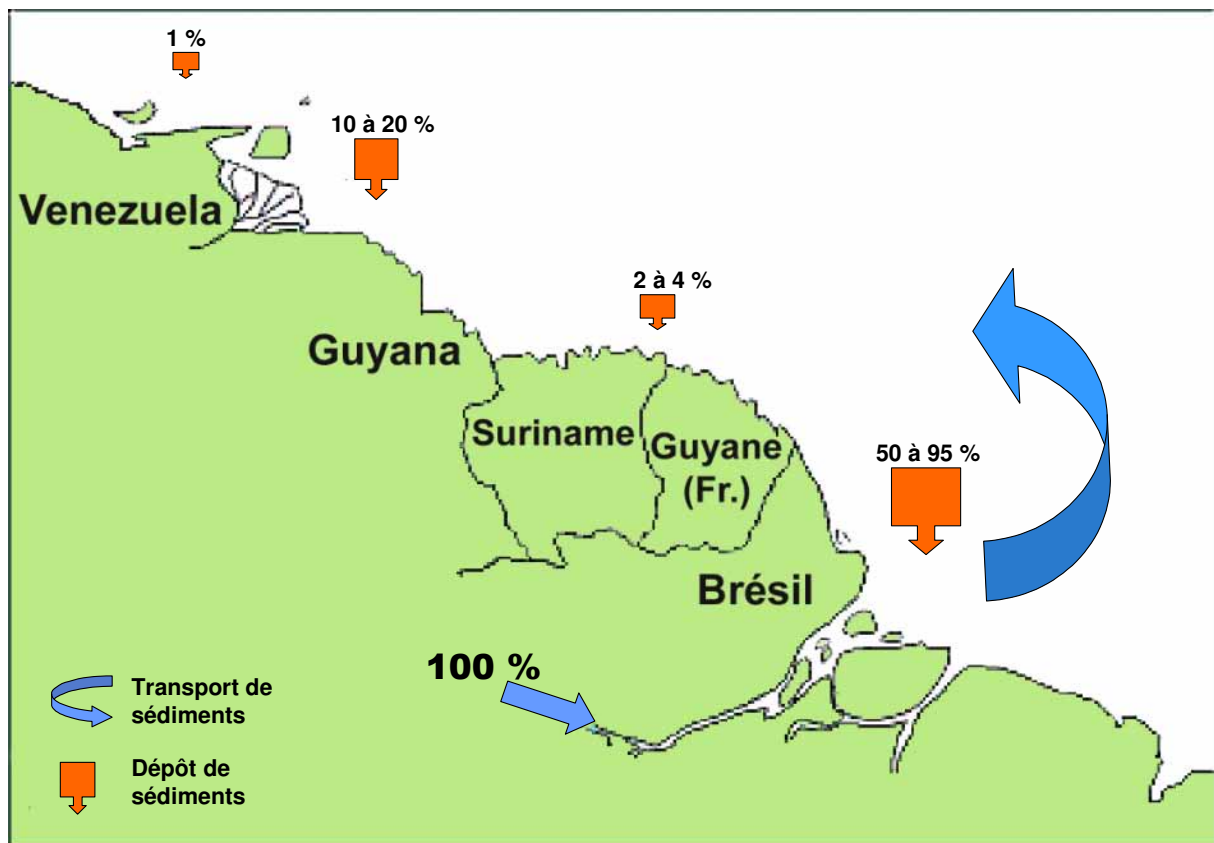 1 %
10 à 20 %
Venezuela
2 à 4 %
Guyana
Suriname
Guyane
(Fr.)
50 à 95 %
Brésil
100 %
Transport de
sédiments
Dépôt de
sédiments